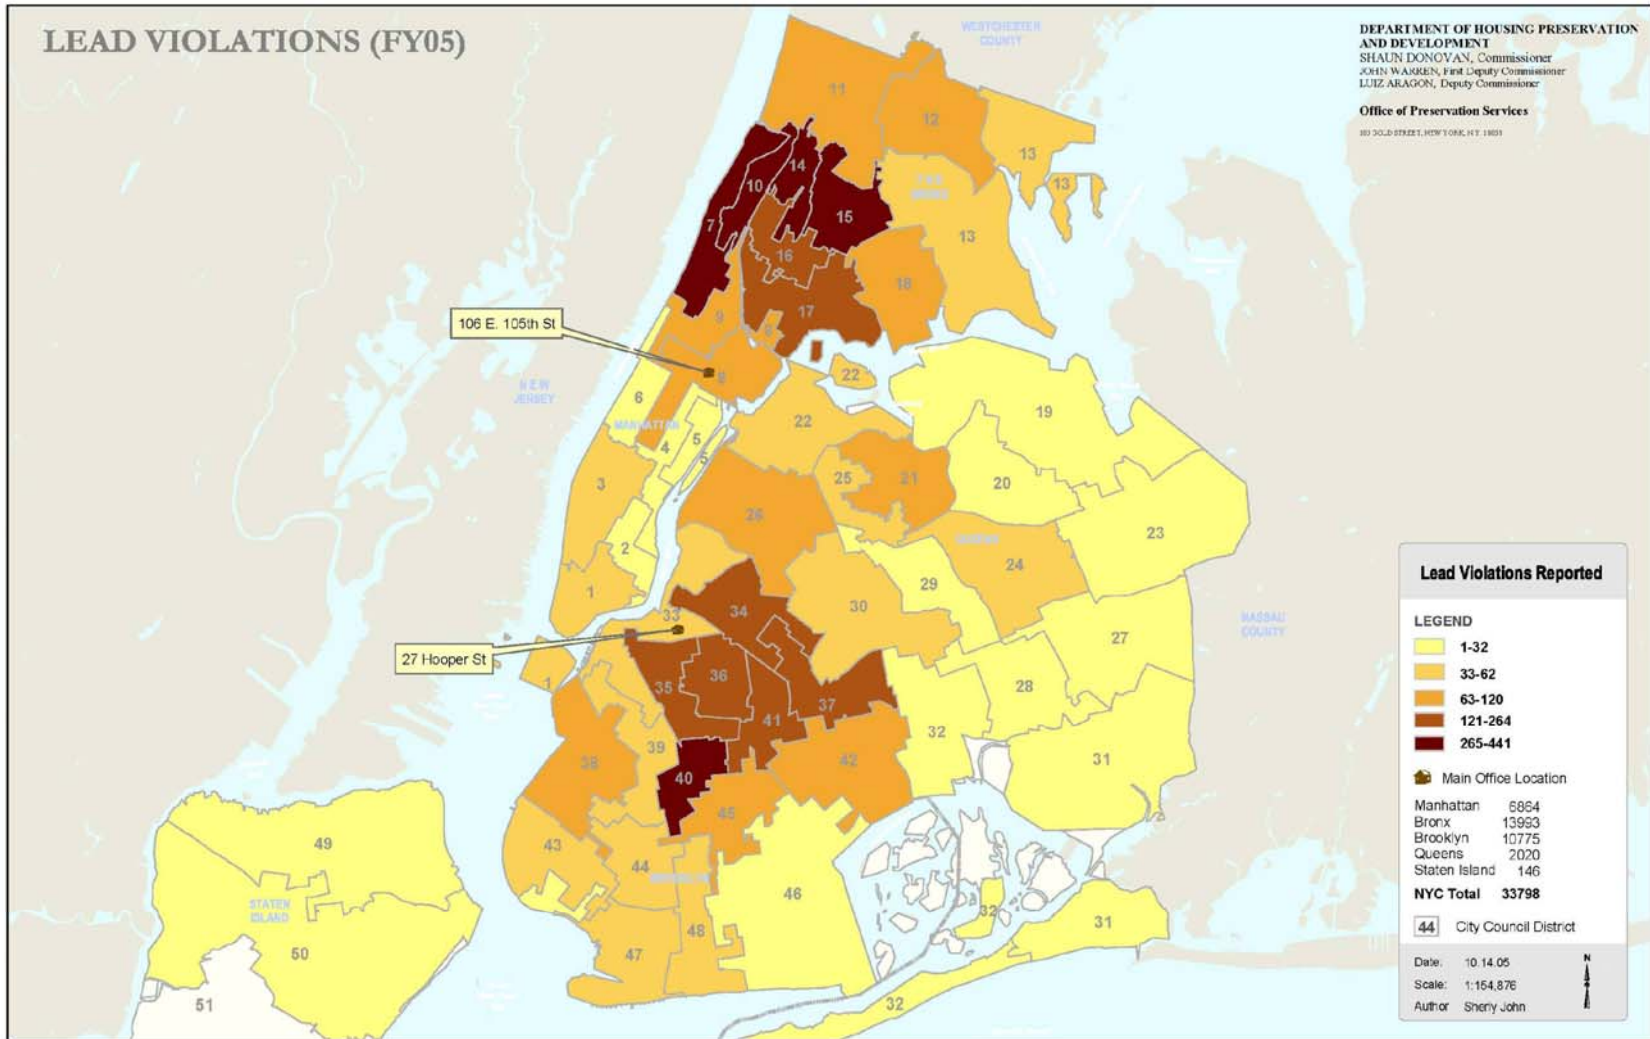 LEAD VIOLATIONS (FY05)
DEPARTMENT OF HOUSING PRESERVATION
AND DEVELOPMENT
SHAUN DONOVAN, Commissioner
JOHN WARREN, First Deputy Commissioner
LUIZ ARAGON, Deputy Commissioner
Office of Preservation Services
WESTCHESTER
COUNTY
11
12
13
13
14
10
15
7
13
16
18
17
9
8
106 E. 105th St
8
22
NEW
JERSEY
6
19
22
MANHATTAN
5
4
5
25
21
20
3
26
23
2
24
29
1
34
30
33
27
NASSAU
COUNTY
27 Hooper St
36
35
1
28
37
41
32
39
31
38
40
42
45
49
43
44
46
STATEN
ISLAND
32
31
48
50
47
51
32
Lead Violations Reported
LEGEND
1-32
33-62
63-120
121-264
265-441
Main Office Location
Manhattan 6864
Bronx 13993
Brooklyn 10775
Queens 2020
Staten Island 146
NYC Total 33798
44 City Council District
Date: 10.14.05
Scale: 1:154,876
Author Sherly John
N